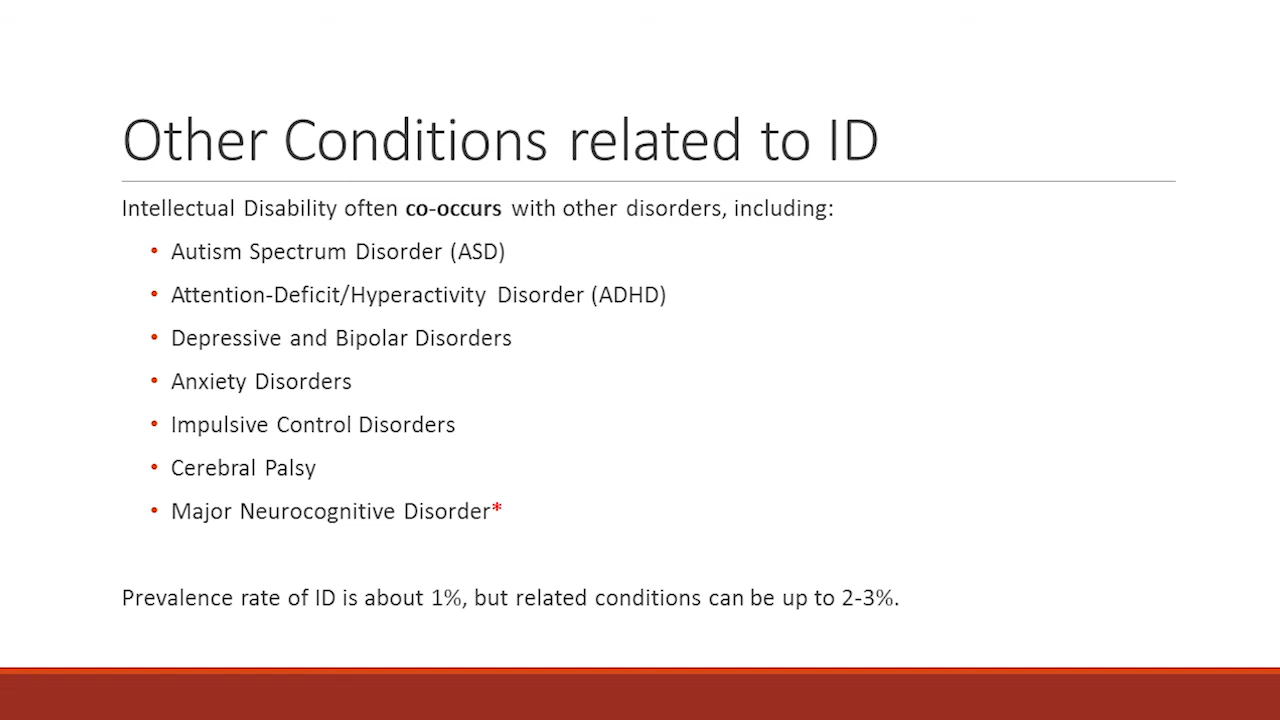 Other Conditions related to ID
Intellectual Disability often co-occurs with other disorders, including:
• Autism Spectrum Disorder (ASD)
• Attention-Deficit/Hyperactivity Disorder (ADHD)
• Depressive and Bipolar Disorders
• Anxiety Disorders
• Impulsive Control Disorders
• Cerebral Palsy
• Major Neurocognitive Disorder*
Prevalence rate of ID is about 1%, but related conditions can be up to 2-3%.